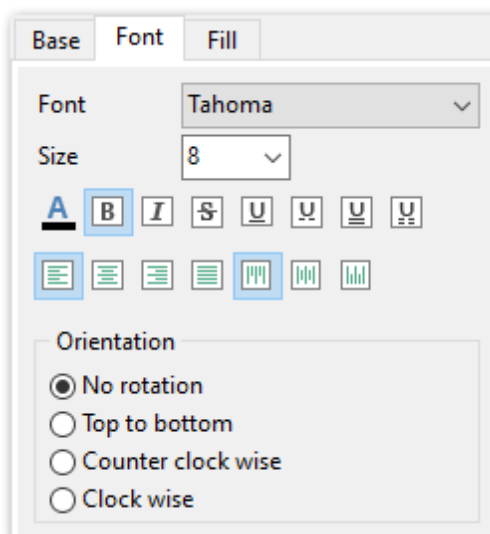 Base Font Fill
Font Tahoma
Size 8
A B I S U U U U
Orientation
No rotation
Top to bottom
Counter clock wise
Clock wise